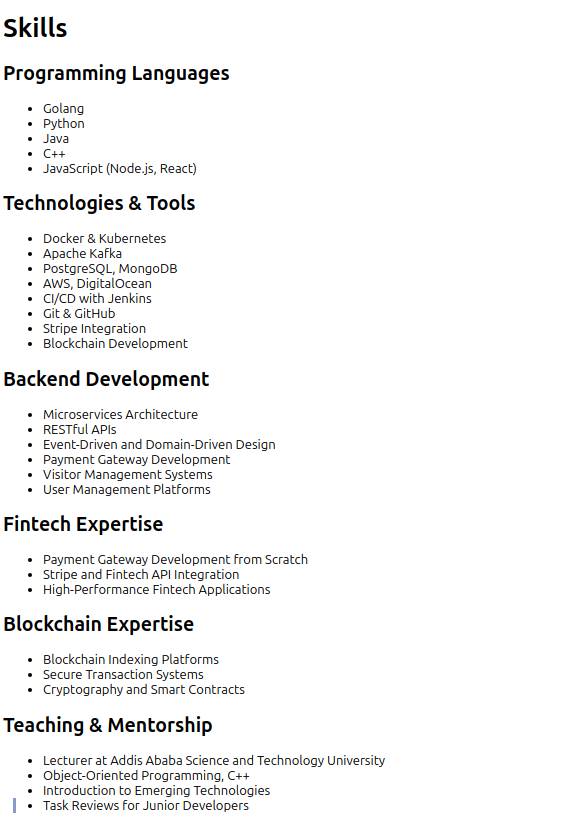 Skills
Programming Languages
Golang
Python
Java
C++
JavaScript (Node.js, React)
Technologies & Tools
Docker & Kubernetes
Apache Kafka
PostgreSQL, MongoDB
AWS, DigitalOcean
CI/CD with Jenkins
Git & GitHub
Stripe Integration
Blockchain Development
Backend Development
Microservices Architecture
RESTful APIs
Event-Driven and Domain-Driven Design
Payment Gateway Development
Visitor Management Systems
User Management Platforms
Fintech Expertise
Payment Gateway Development from Scratch
Stripe and Fintech API Integration
High-Performance Fintech Applications
Blockchain Expertise
Blockchain Indexing Platforms
Secure Transaction Systems
Cryptography and Smart Contracts
Teaching & Mentorship
Lecturer at Addis Ababa Science and Technology University
Object-Oriented Programming, C++
Introduction to Emerging Technologies
Task Reviews for Junior Developers